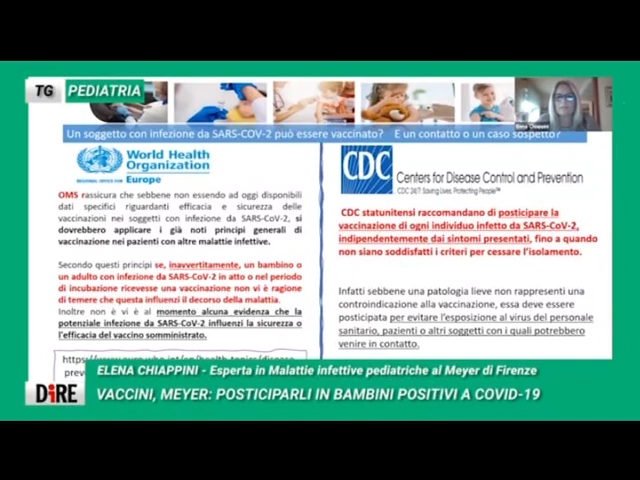 TG PEDIATRIA
Elena Chiappini
Un soggetto con infezione da SARS-COV-2 può essere vaccinato? E un contatto o un caso sospetto?
World Health
Organization
REGIONAL OFFICE FOR Europe
OMS rassicura che sebbene non essendo ad oggi disponibili
dati specifici riguardanti efficacia e sicurezza delle
vaccinazioni nei soggetti con infezione da SARS-CoV-2, si
dovrebbero applicare i già noti principi generali di
vaccinazione nei pazienti con altre malattie infettive.
Secondo questi principi se, inavvertitamente, un bambino o
un adulto con infezione da SARS-CoV-2 in atto o nel periodo
di incubazione ricevesse una vaccinazione non vi è ragione
di temere che questa influenzi il decorso della malattia.
Inoltre non vi è al momento alcuna evidenza che la
potenziale infezione da SARS-CoV-2 influenzi la sicurezza o
l'efficacia del vaccino somministrato.
CDC Centers for Disease Control and Prevention
CDC 24/7: Saving Lives, Protecting People™
CDC statunitensi raccomandano di posticipare la
vaccinazione di ogni individuo infetto da SARS-CoV-2,
indipendentemente dai sintomi presentati, fino a quando
non siano soddisfatti i criteri per cessare l'isolamento.
Infatti sebbene una patologia lieve non rappresenti una
controindicazione alla vaccinazione, essa deve essere
posticipata per evitare l'esposizione al virus del personale
sanitario, pazienti o altri soggetti con i quali potrebbero
venire in contatto.
ELENA CHIAPPINI - Esperta in Malattie infettive pediatriche al Meyer di Firenze
DiRE VACCINI, MEYER: POSTICIPARLI IN BAMBINI POSITIVI A COVID-19